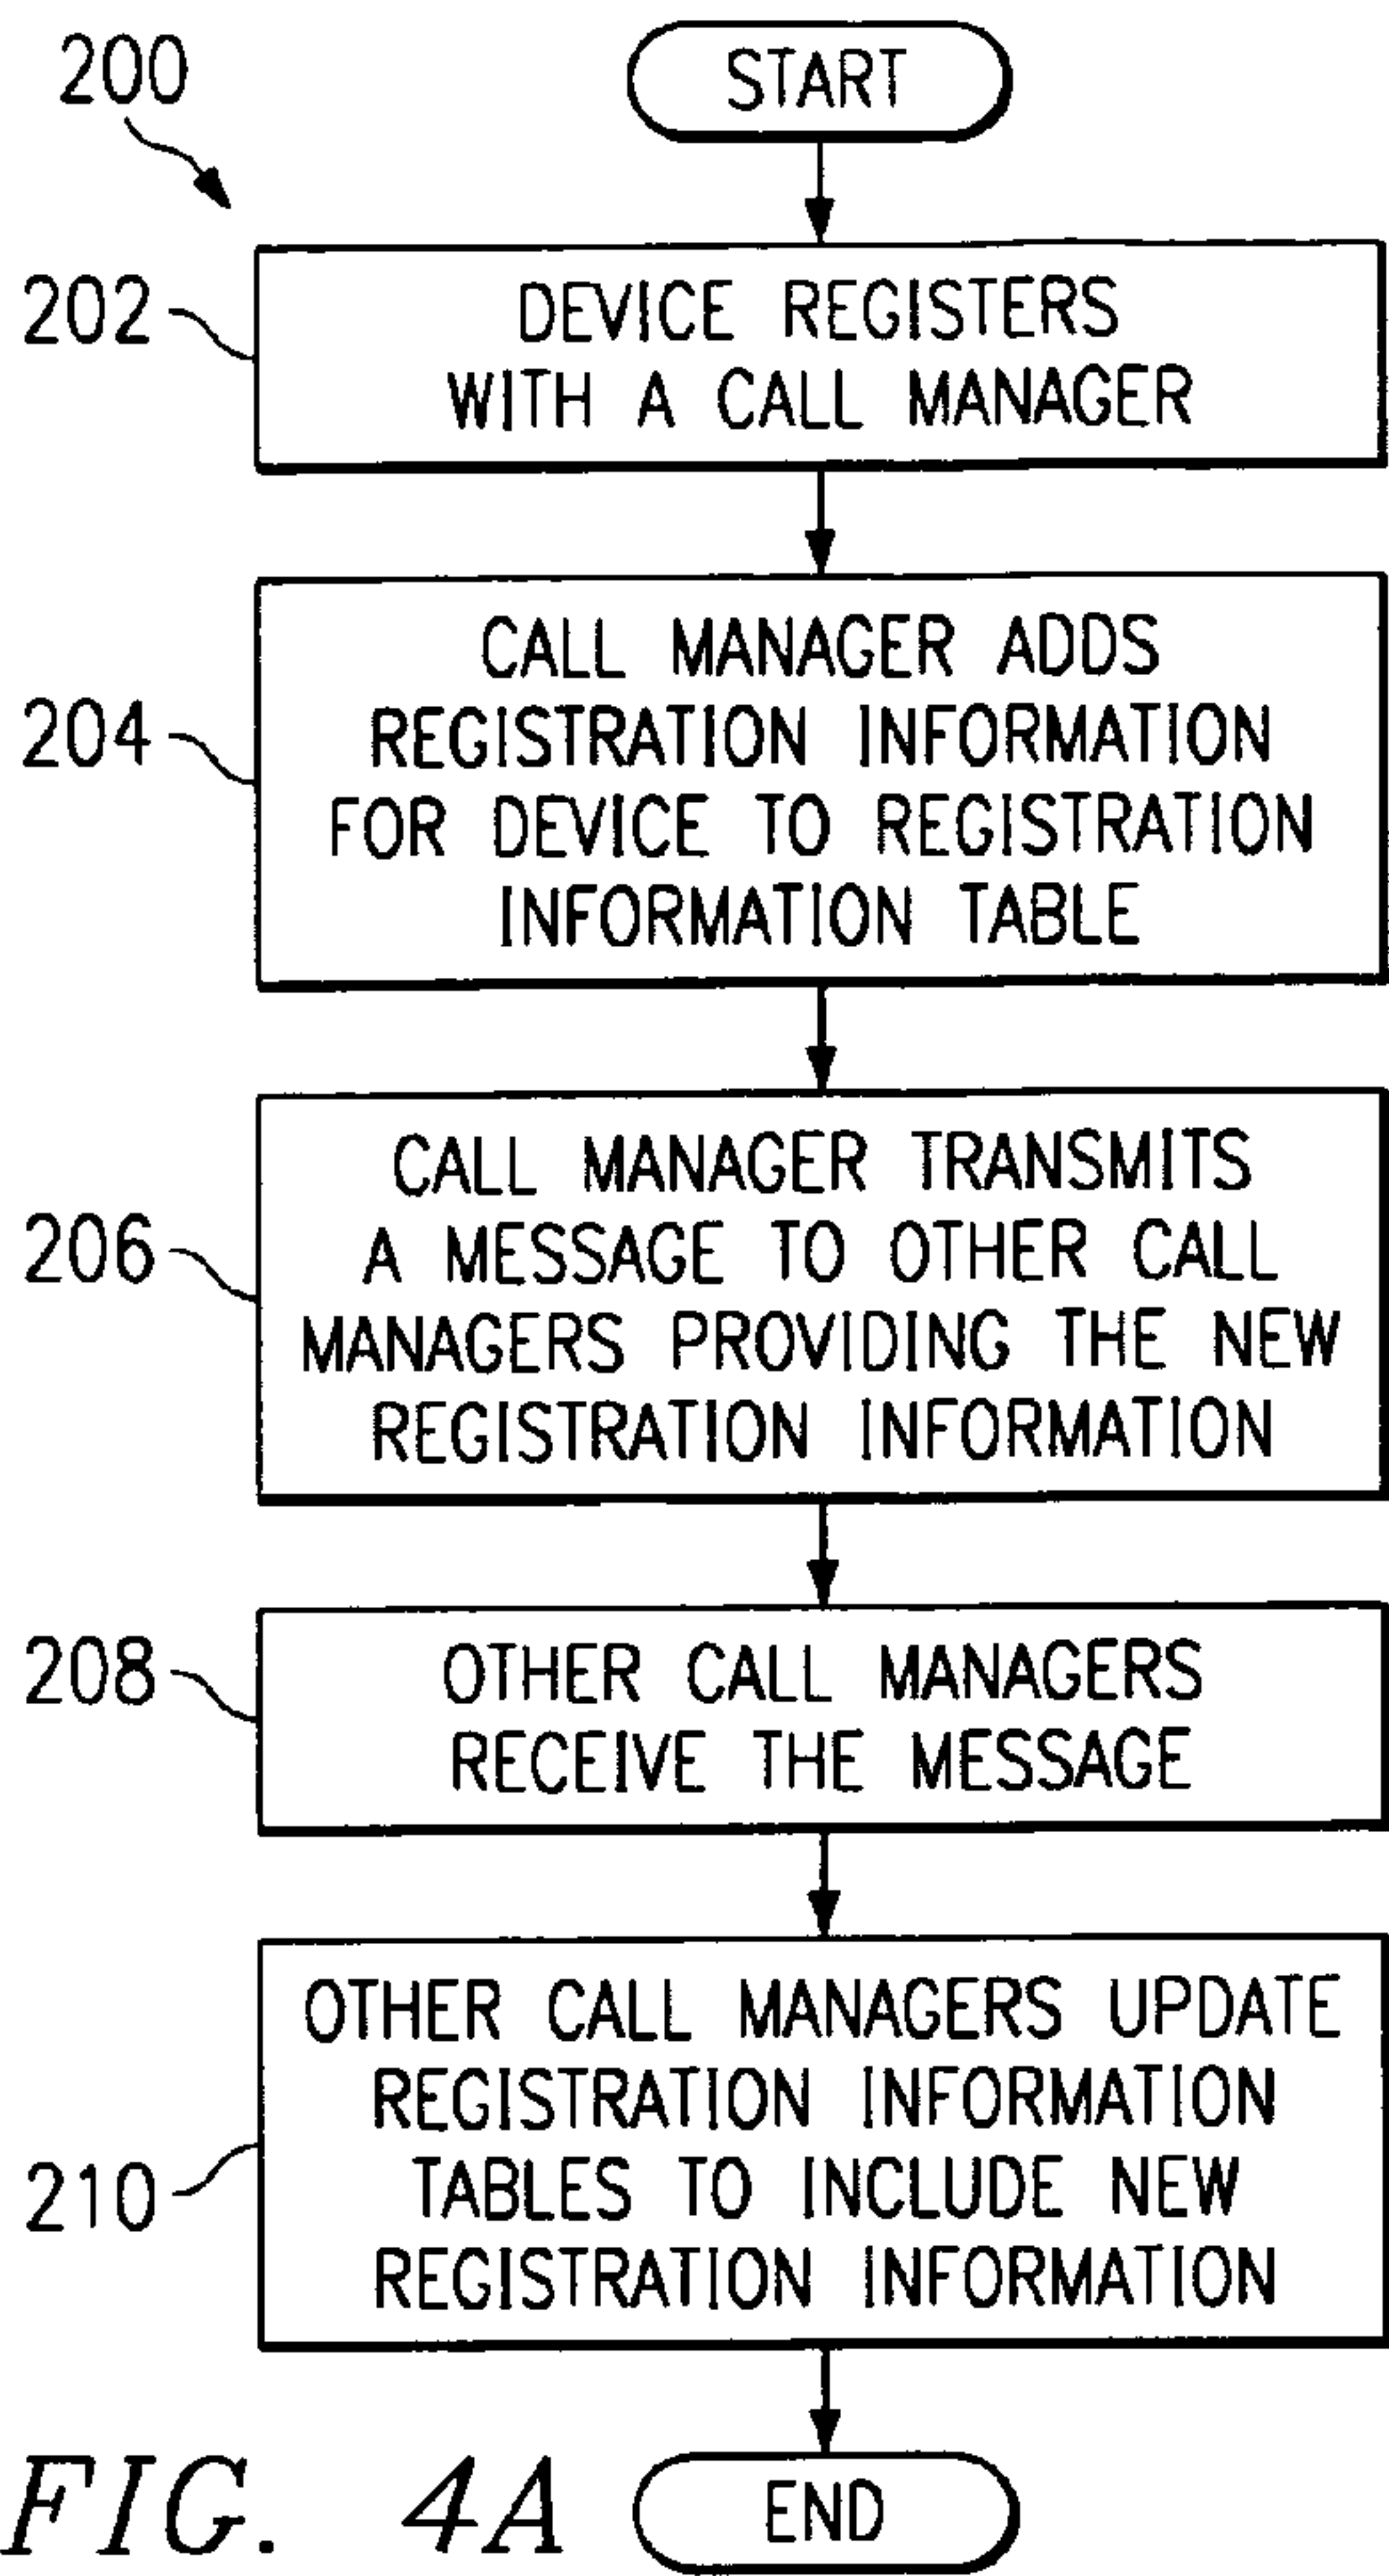 200
START
202
DEVICE REGISTERS
WITH A CALL MANAGER
204
CALL MANAGER ADDS
REGISTRATION INFORMATION
FOR DEVICE TO REGISTRATION
INFORMATION TABLE
206
CALL MANAGER TRANSMITS
A MESSAGE TO OTHER CALL
MANAGERS PROVIDING THE NEW
REGISTRATION INFORMATION
208
OTHER CALL MANAGERS
RECEIVE THE MESSAGE
210
OTHER CALL MANAGERS UPDATE
REGISTRATION INFORMATION
TABLES TO INCLUDE NEW
REGISTRATION INFORMATION
END
FIG. 4A